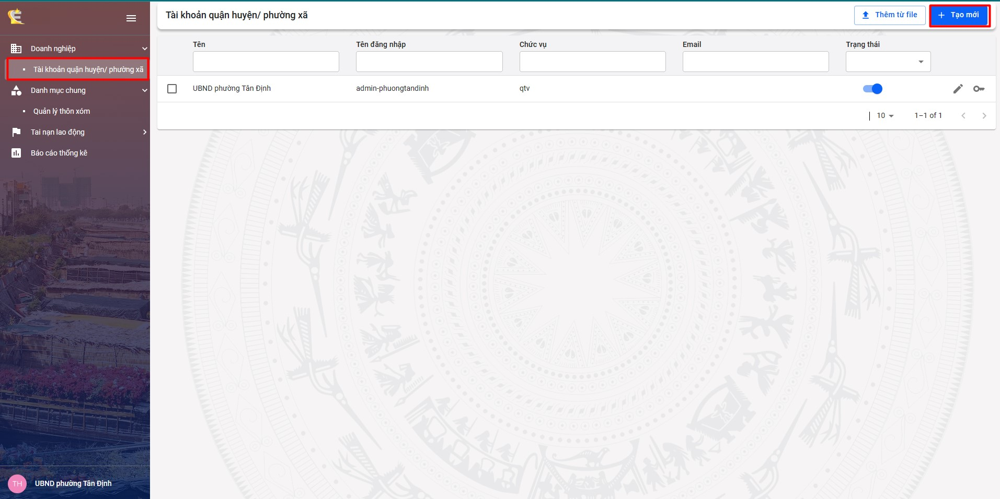 Tài khoản quận huyện/ phường xã
Thêm từ file
Tạo mới
Doanh nghiệp
Tài khoản quận huyện/ phường xã
Danh mục chung
Quản lý thôn xóm
Tai nạn lao động
Báo cáo thống kê
Tên
Tên đăng nhập
Chức vụ
Email
Trạng thái
UBND phường Tân Định
admin-phuongtandinh
qtv
10
1–1 of 1
TH
UBND phường Tân Định